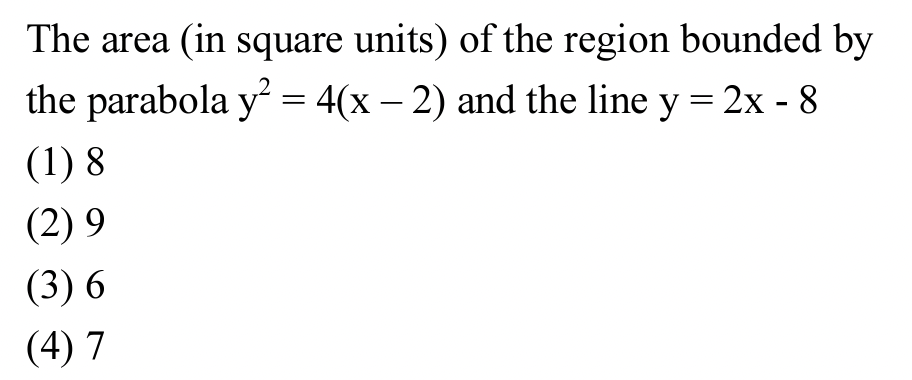 The area (in square units) of the region bounded by
the parabola y² = 4(x – 2) and the line y = 2x - 8
(1) 8
(2) 9
(3) 6
(4) 7